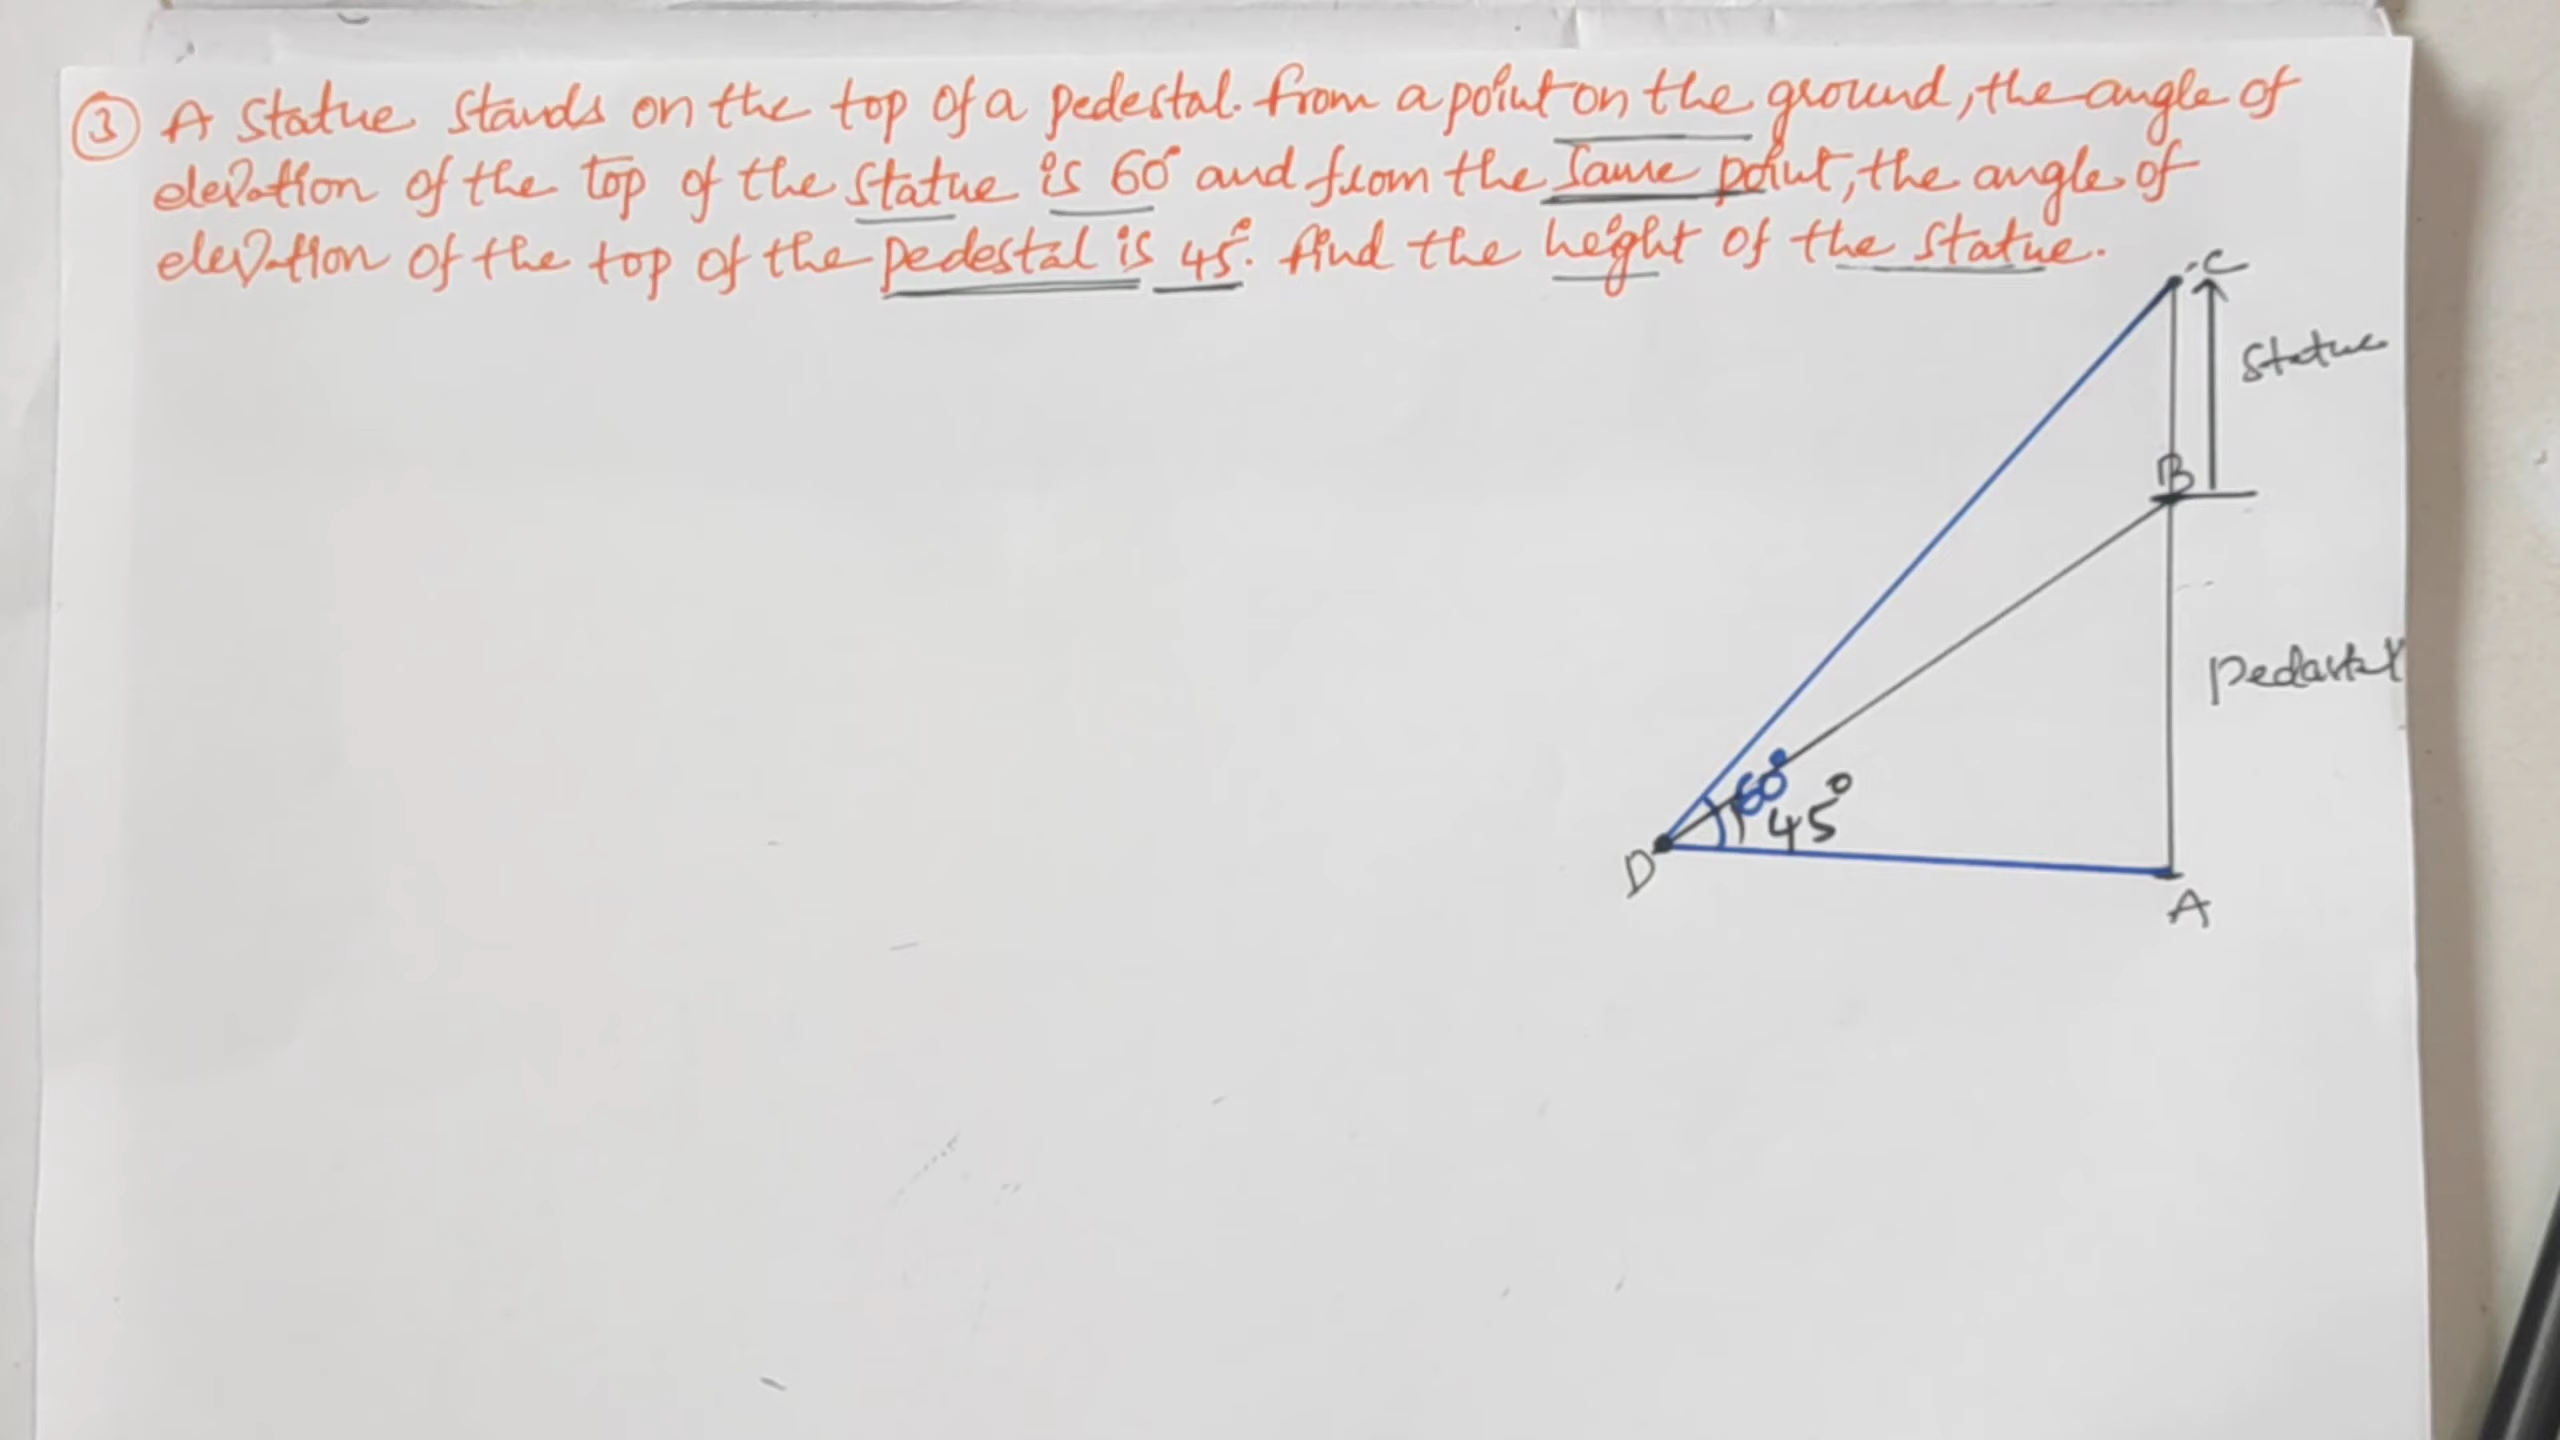 ③ A statue stands on the top of a pedestal. from a point on the ground, the angle of
elevation of the top of the statue is 60° and from the same point, the angle of
elevation of the top of the pedestal is 45°. find the height of the statue.
C
statue
B
pedastal
60°
45°
D
A